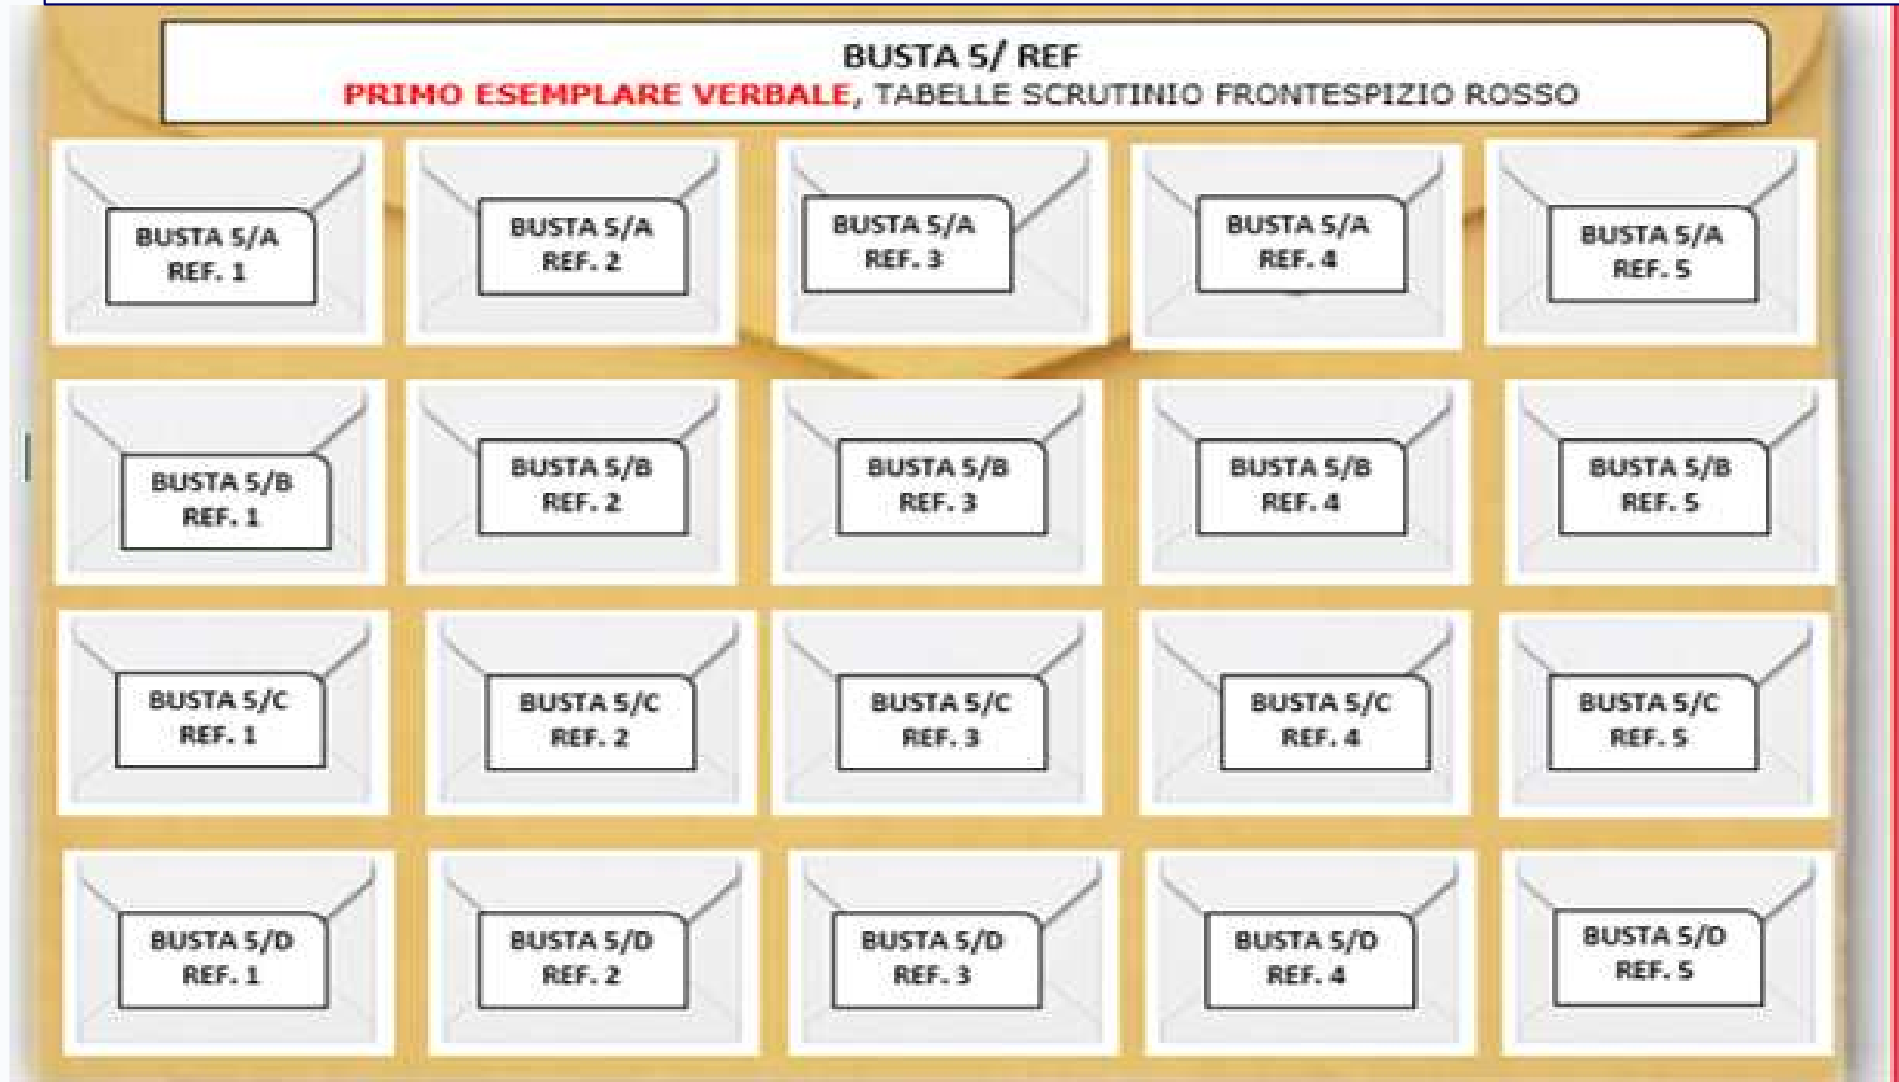 BUSTA 5/ REF
PRIMO ESEMPLARE VERBALE, TABELLE SCRUTINIO FRONTESPIZIO ROSSO
BUSTA 5/A
REF. 1
BUSTA 5/A
REF. 2
BUSTA 5/A
REF. 3
BUSTA 5/A
REF. 4
BUSTA 5/A
REF. 5
BUSTA 5/B
REF. 1
BUSTA 5/B
REF. 2
BUSTA 5/B
REF. 3
BUSTA 5/B
REF. 4
BUSTA 5/B
REF. 5
BUSTA 5/C
REF. 1
BUSTA 5/C
REF. 2
BUSTA 5/C
REF. 3
BUSTA 5/C
REF. 4
BUSTA 5/C
REF. 5
BUSTA 5/D
REF. 1
BUSTA 5/D
REF. 2
BUSTA 5/D
REF. 3
BUSTA 5/D
REF. 4
BUSTA 5/D
REF. 5